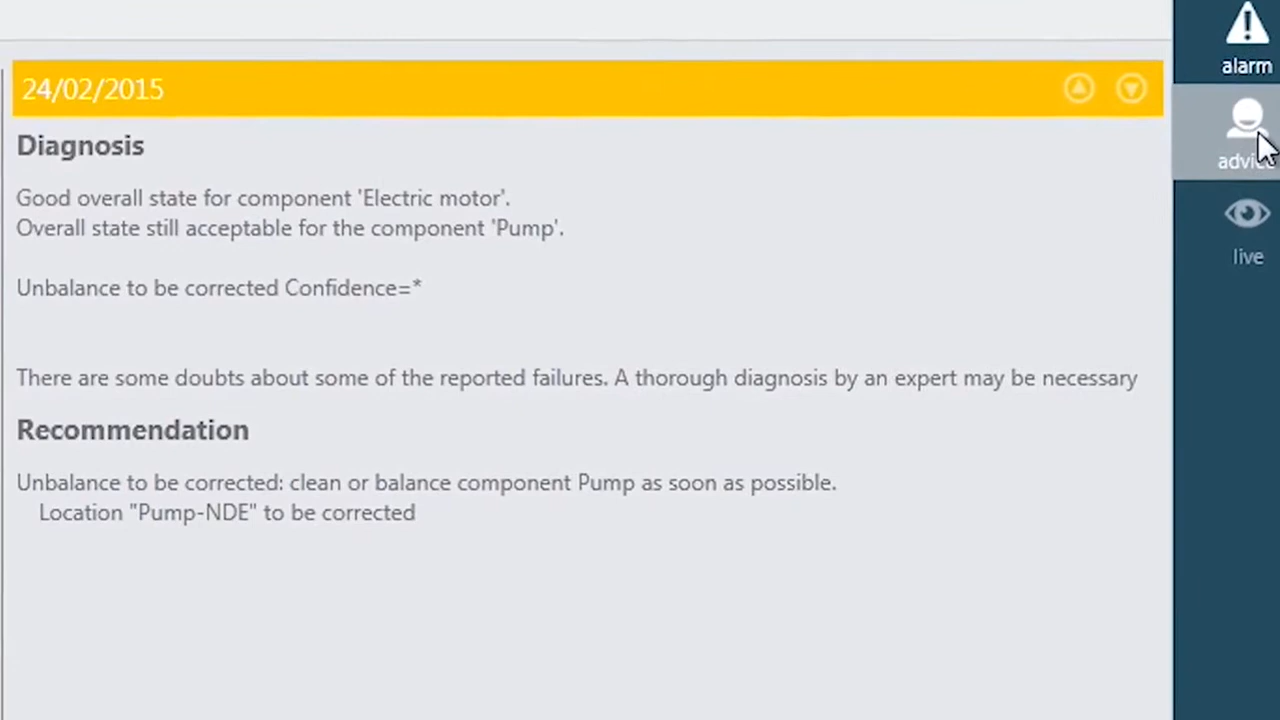 24/02/2015
Diagnosis
Good overall state for component 'Electric motor'.
Overall state still acceptable for the component 'Pump'.
Unbalance to be corrected Confidence=*
There are some doubts about some of the reported failures. A thorough diagnosis by an expert may be necessary
Recommendation
Unbalance to be corrected: clean or balance component Pump as soon as possible.
Location "Pump-NDE" to be corrected
alarm
advice
live